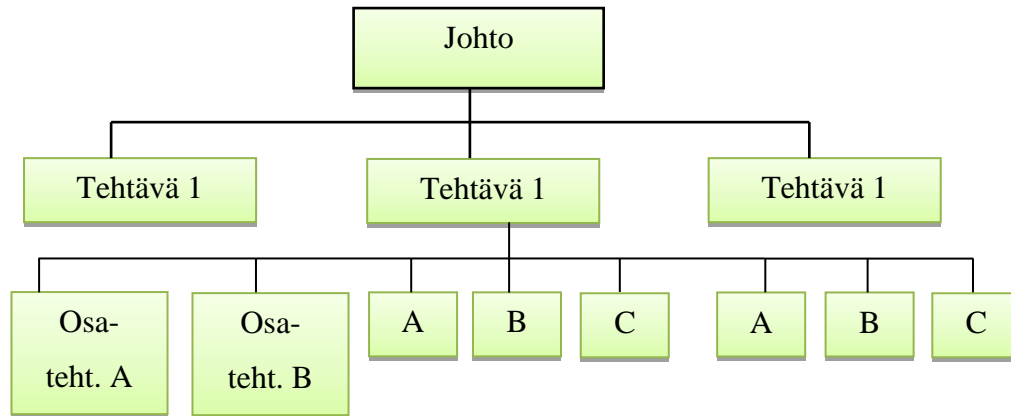 Johto
Tehtävä 1
Tehtävä 1
Tehtävä 1
Osa-
teht. A
Osa-
teht. B
A
B
C
A
B
C